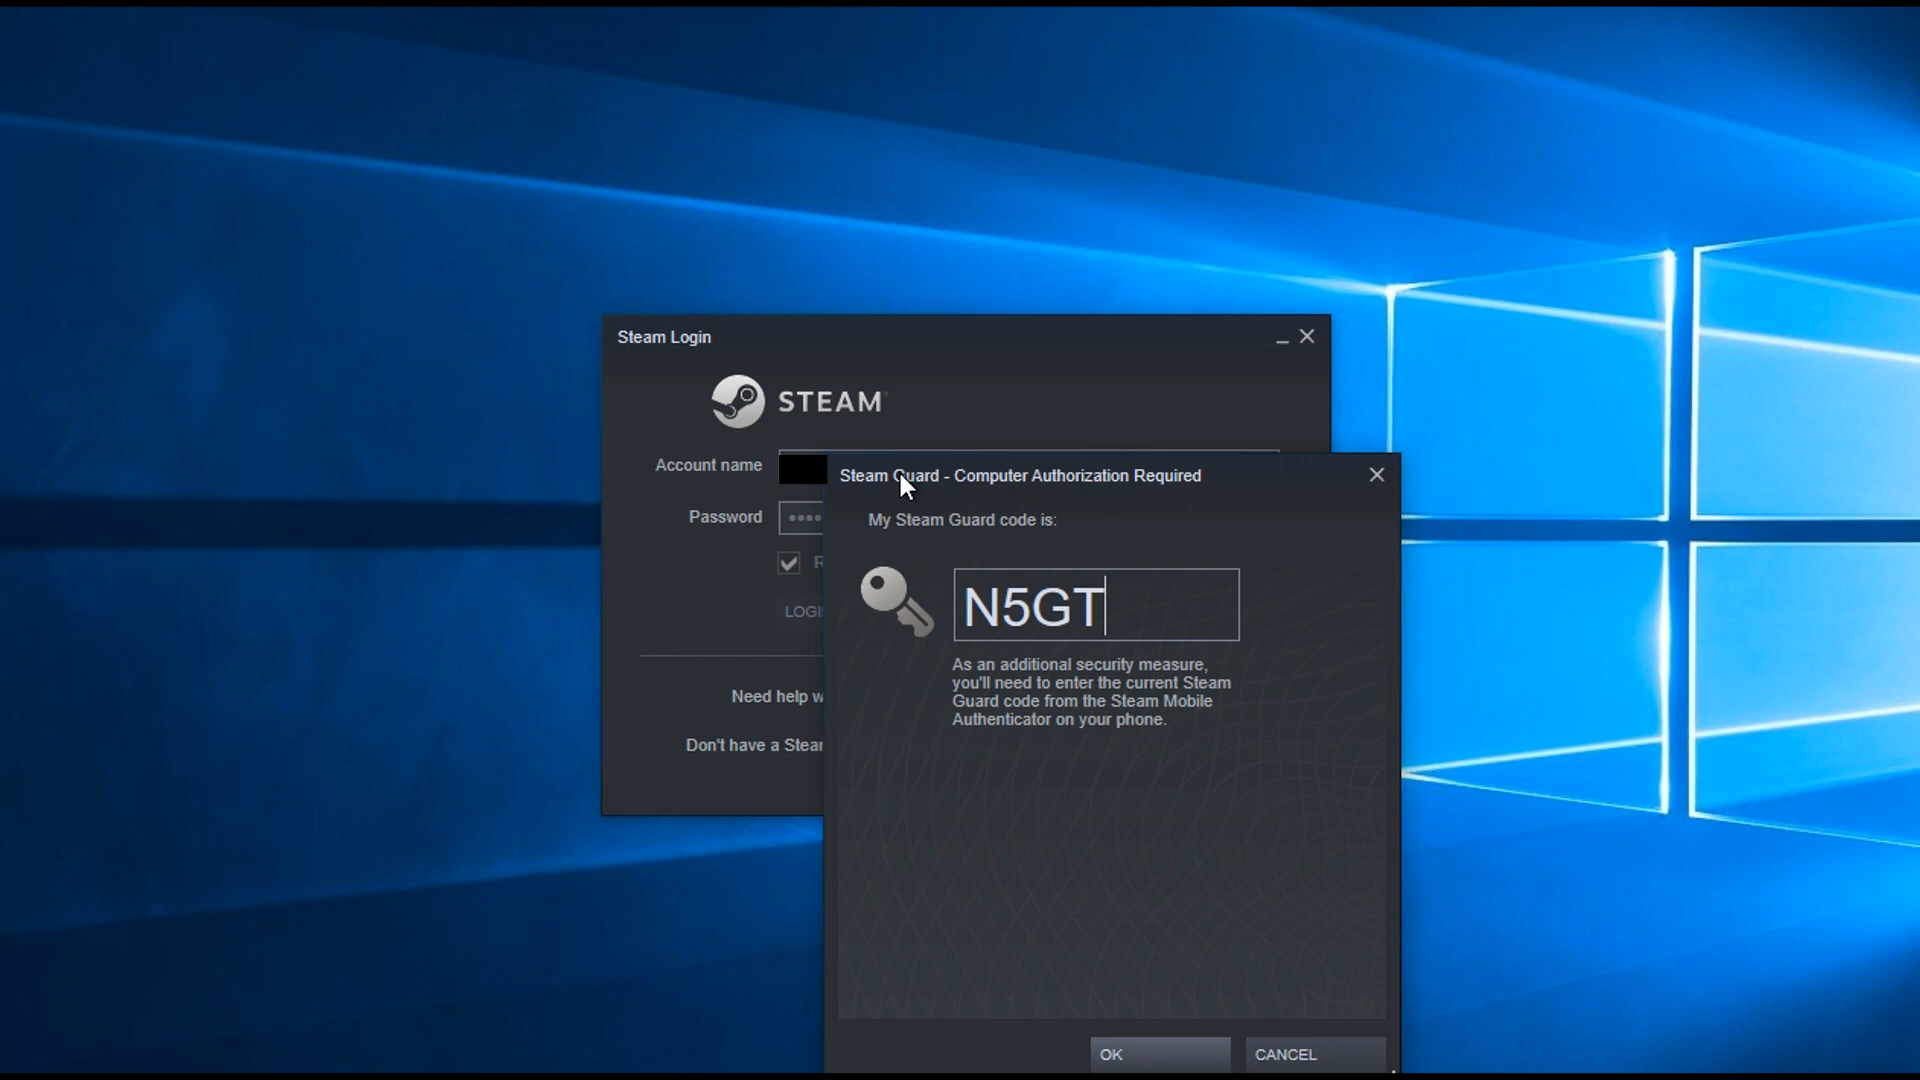 Steam Login
STEAM
Account name
Password
LOGI
Need help w
Don't have a Stea
Steam Guard - Computer Authorization Required
My Steam Guard code is:
N5GT
As an additional security measure,
you'll need to enter the current Steam
Guard code from the Steam Mobile
Authenticator on your phone.
OK
CANCEL